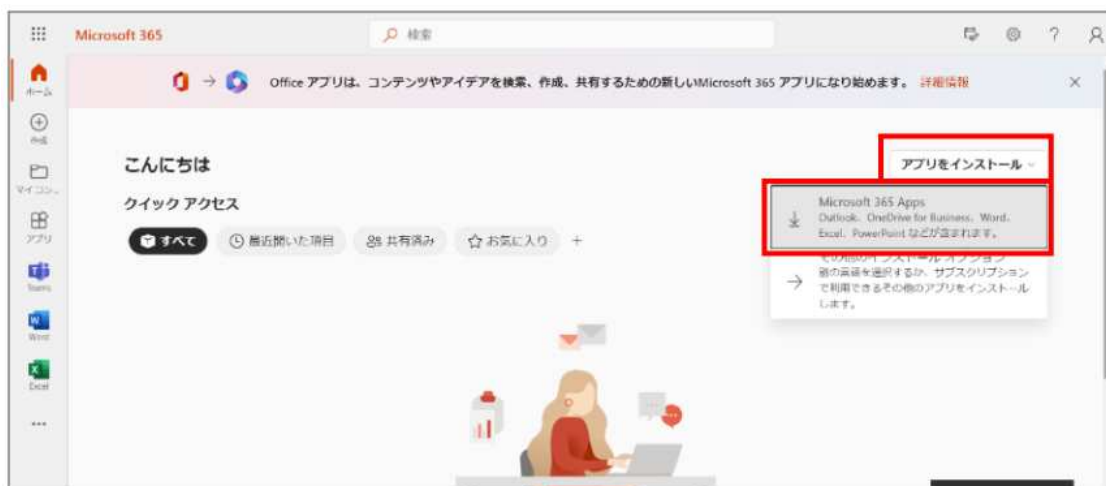 Microsoft 365
検索
ホーム
Office アプリは、コンテンツやアイデアを検索、作成、共有するための新しいMicrosoft 365 アプリになり始めます。 詳細情報
作成
こんにちは
アプリをインストール
マイ コン...
クイック アクセス
Microsoft 365 Apps
Outlook、OneDrive for Business、Word、
Excel、PowerPoint などが含まれます。
アプリ
すべて
最近開いた項目
共有済み
お気に入り
その他のインストール オプション
別の言語を選択するか、サブスクリプション
で利用できるその他のアプリをインストール
します。
Teams
Word
Excel